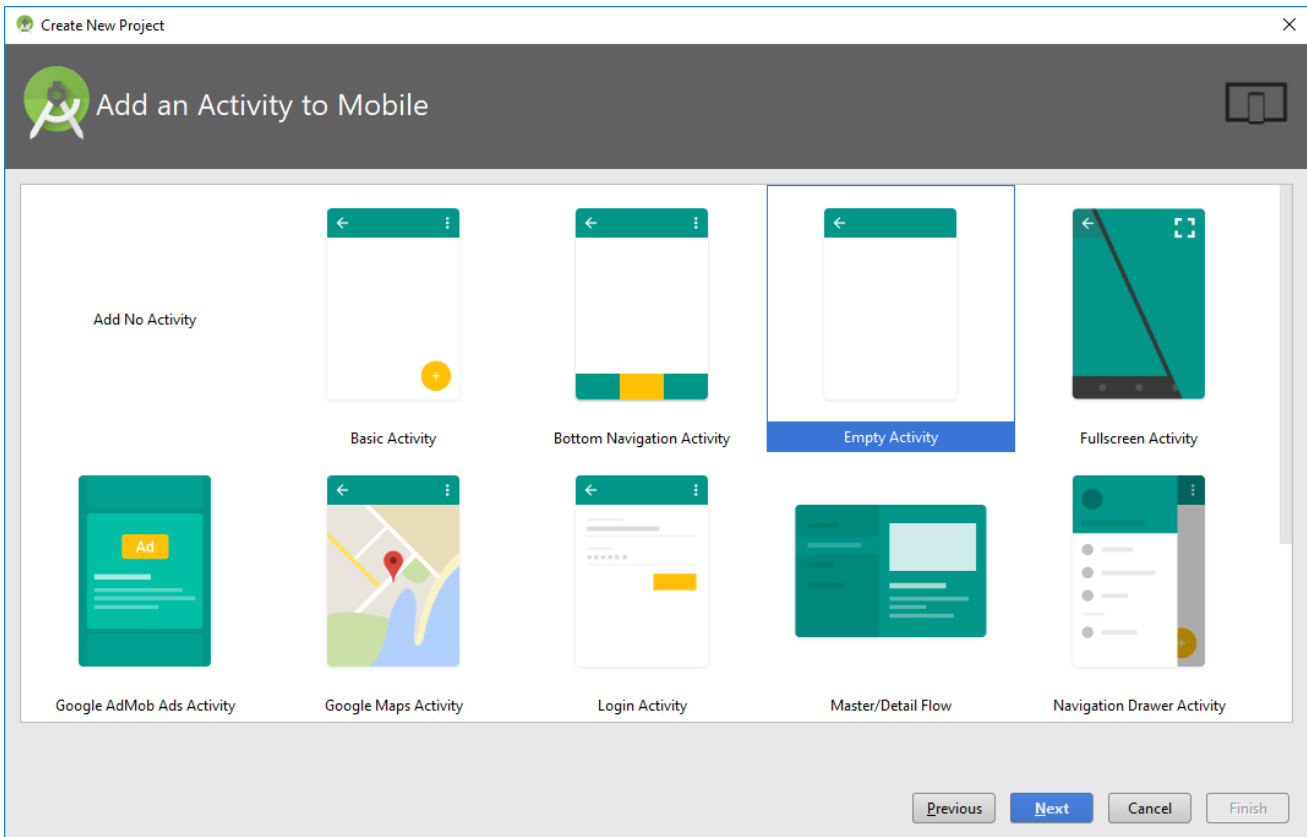 Create New Project
Add an Activity to Mobile
Add No Activity
Basic Activity
Bottom Navigation Activity
Empty Activity
Fullscreen Activity
Ad
Google AdMob Ads Activity
Google Maps Activity
Login Activity
Master/Detail Flow
Navigation Drawer Activity
Previous
Next
Cancel
Finish